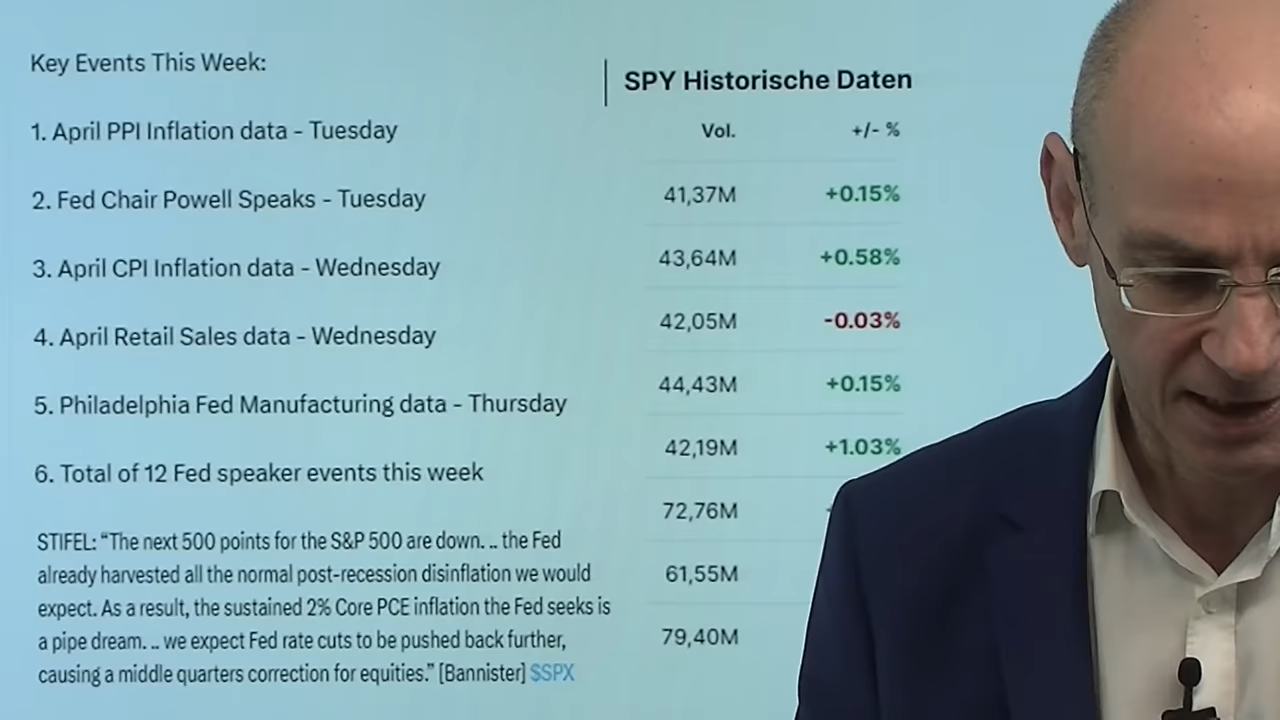 Key Events This Week:
1. April PPI Inflation data - Tuesday
2. Fed Chair Powell Speaks - Tuesday
3. April CPI Inflation data - Wednesday
4. April Retail Sales data - Wednesday
5. Philadelphia Fed Manufacturing data - Thursday
6. Total of 12 Fed speaker events this week
STIFEL: “The next 500 points for the S&P 500 are down. .. the Fed
already harvested all the normal post-recession disinflation we would
expect. As a result, the sustained 2% Core PCE inflation the Fed seeks is
a pipe dream. .. we expect Fed rate cuts to be pushed back further,
causing a middle quarters correction for equities.” [Bannister] $SPX
SPY Historische Daten
Vol. +/- %
41,37M +0.15%
43,64M +0.58%
42,05M -0.03%
44,43M +0.15%
42,19M +1.03%
72,76M
61,55M
79,40M